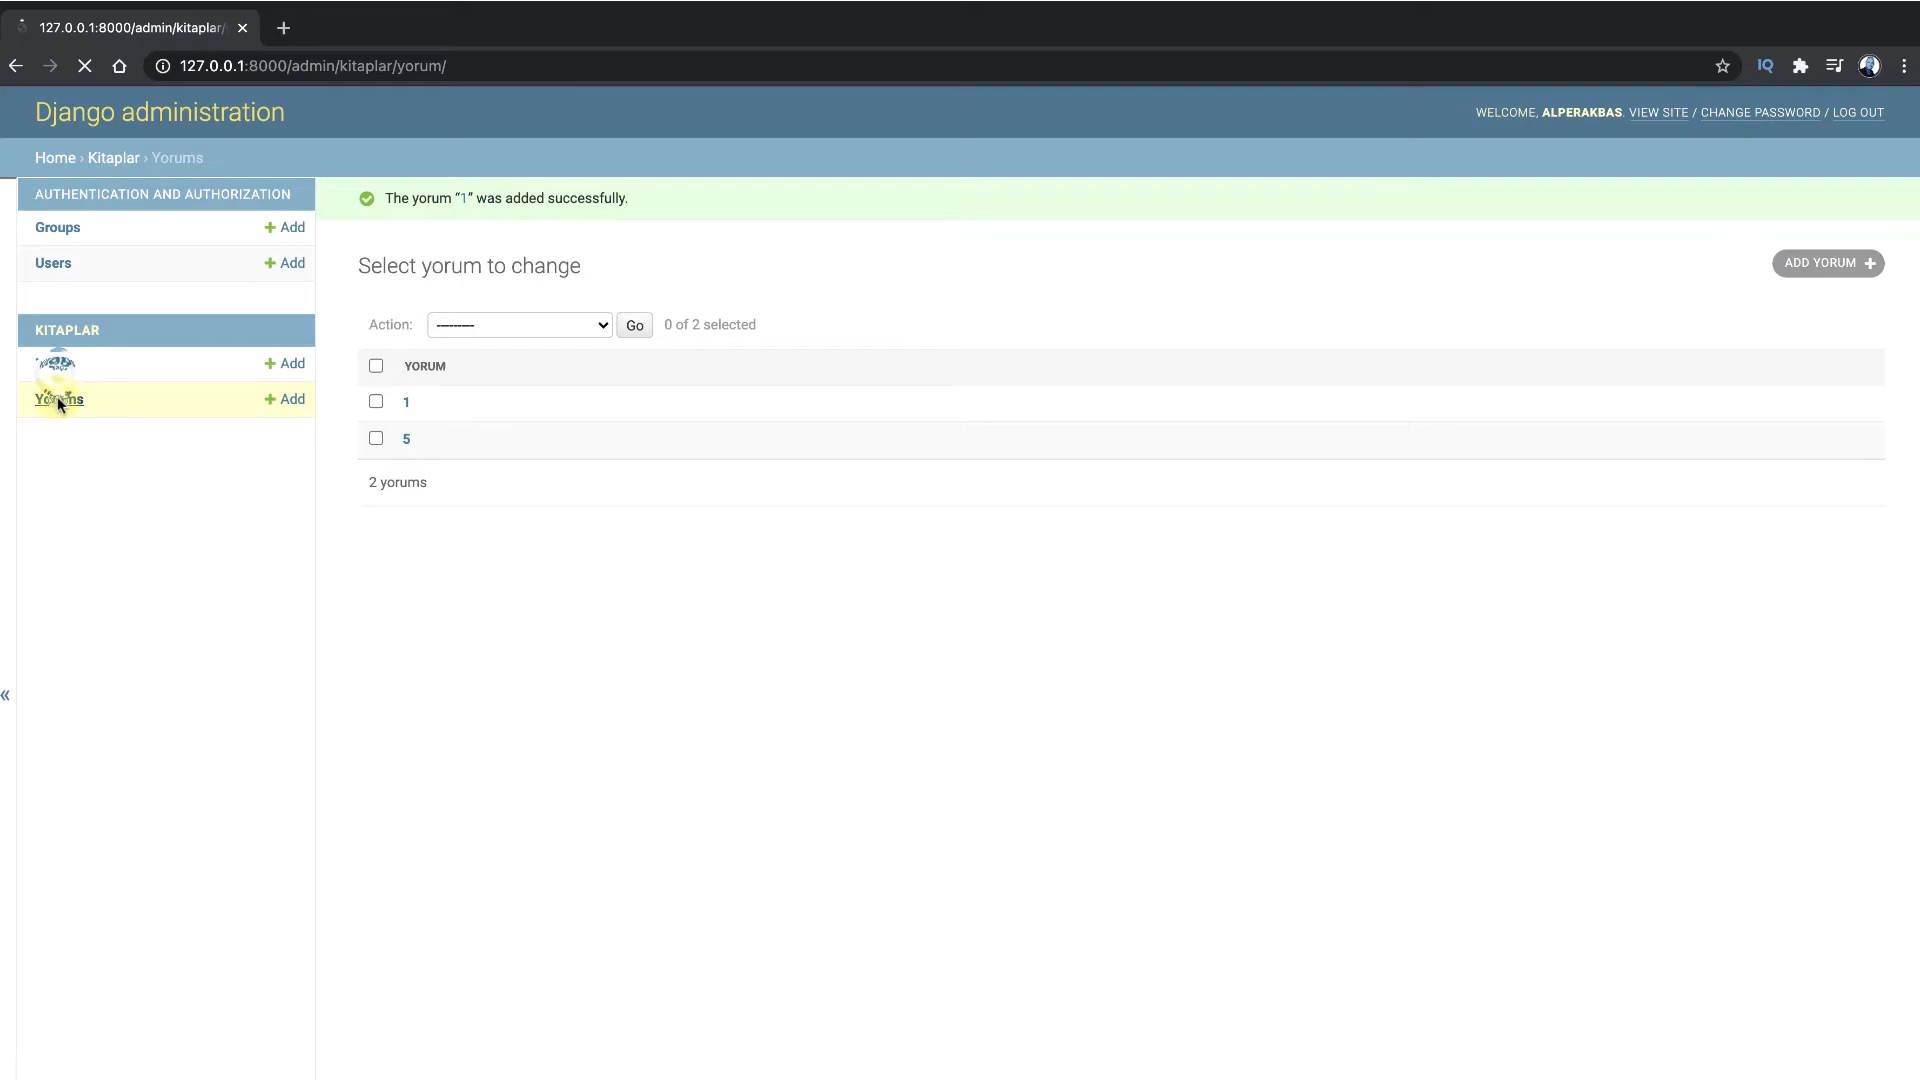 127.0.0.1:8000/admin/kitaplar/
127.0.0.1:8000/admin/kitaplar/yorum/
IQ
Django administration
WELCOME, ALPERAKBAS. VIEW SITE / CHANGE PASSWORD / LOG OUT
Home › Kitaplar › Yorums
AUTHENTICATION AND AUTHORIZATION
Groups + Add
Users + Add
KITAPLAR
+ Add
Yorums + Add
«
The yorum “1” was added successfully.
Select yorum to change
ADD YORUM +
Action: --------- Go 0 of 2 selected
YORUM
1
5
2 yorums